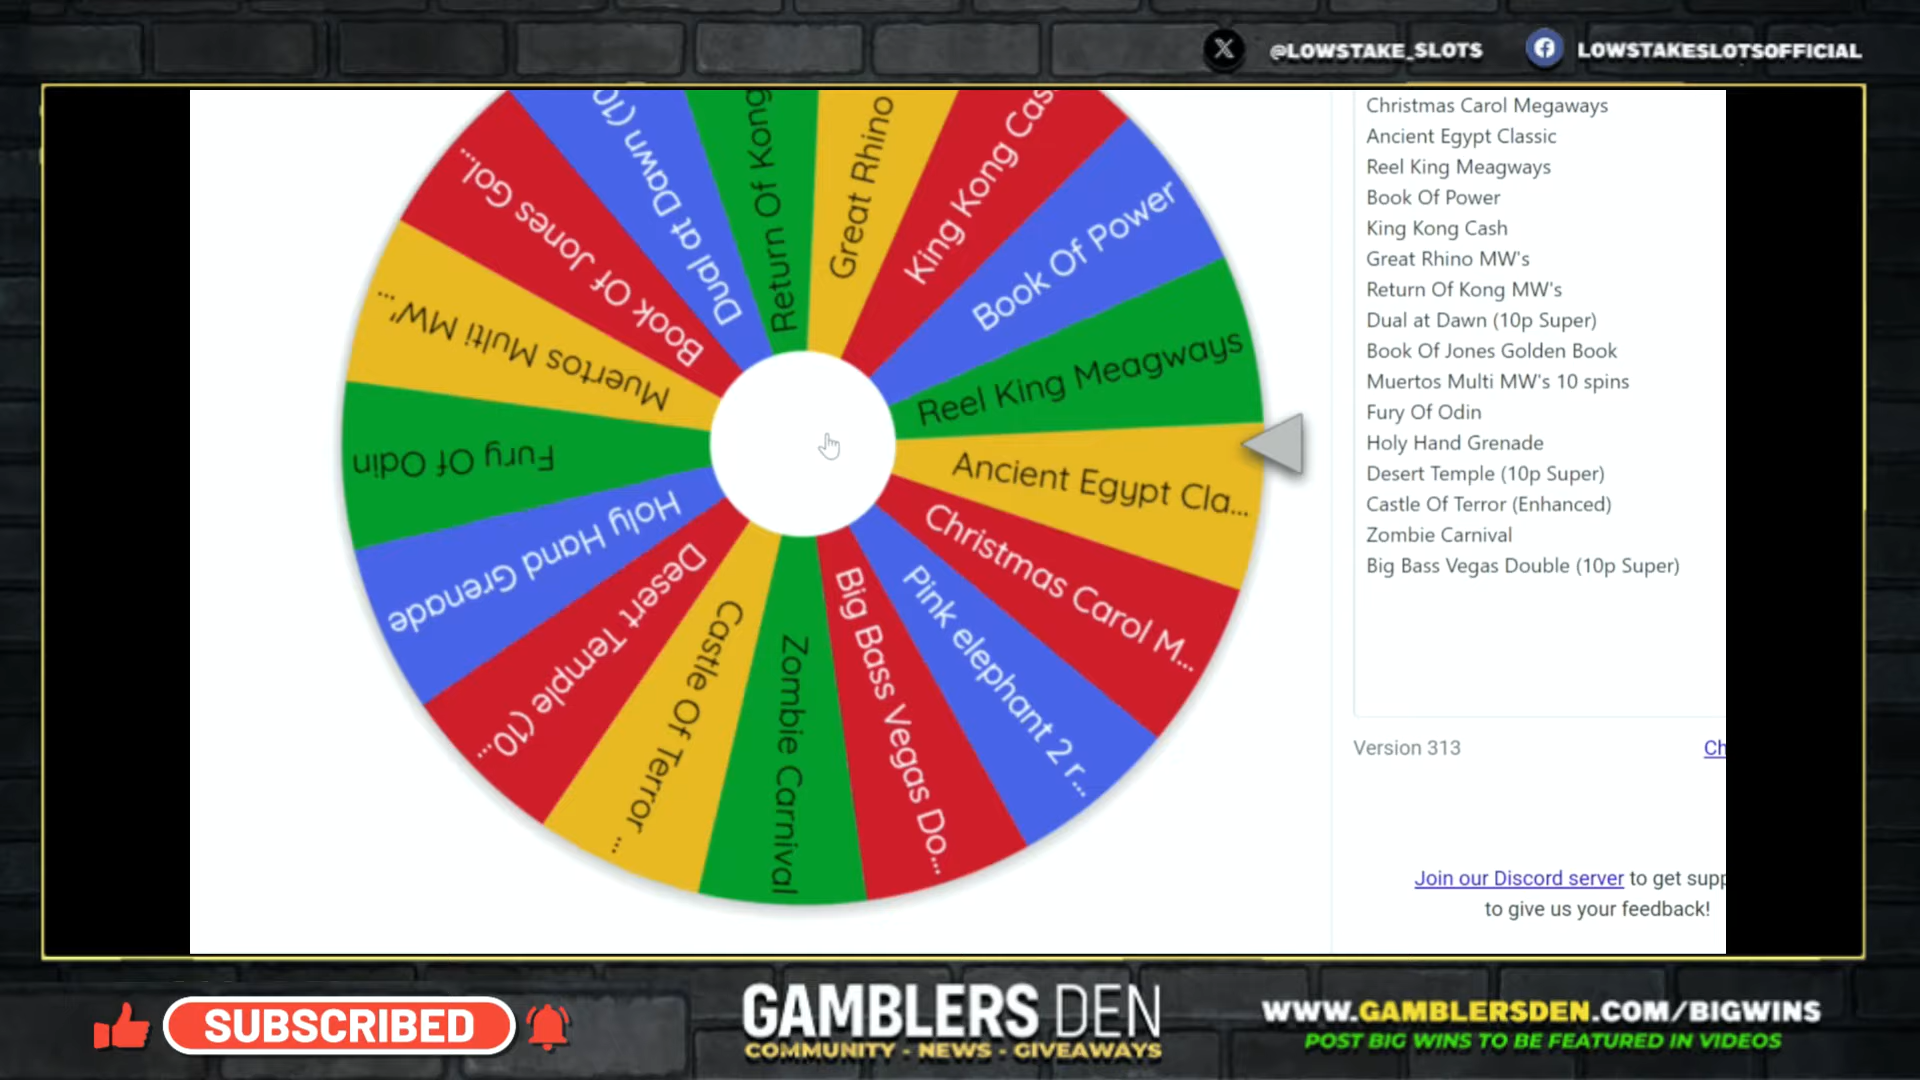 @LOWSTAKE_SLOTS
LOWSTAKESLOTSOFFICIAL
Dual at Dawn (10
Return Of Kong
Great Rhino
King Kong Cas
Book Of Power
Reel King Meagways
Ancient Egypt Cla...
Christmas Carol M...
Pink elephant 2 r...
Big Bass Vegas Do...
Zombie Carnival
Castle Of Terror ...
Desert Temple (10...
Holy Hand Grenade
Fury Of Odin
Muertos Multi MW'...
Book Of Jones Gol...
Christmas Carol Megaways
Ancient Egypt Classic
Reel King Meagways
Book Of Power
King Kong Cash
Great Rhino MW's
Return Of Kong MW's
Dual at Dawn (10p Super)
Book Of Jones Golden Book
Muertos Multi MW's 10 spins
Fury Of Odin
Holy Hand Grenade
Desert Temple (10p Super)
Castle Of Terror (Enhanced)
Zombie Carnival
Big Bass Vegas Double (10p Super)
Version 313
Ch
Join our Discord server to get supp
to give us your feedback!
SUBSCRIBED
GAMBLERS DEN
COMMUNITY - NEWS - GIVEAWAYS
WWW.GAMBLERSDEN.COM/BIGWINS
POST BIG WINS TO BE FEATURED IN VIDEOS